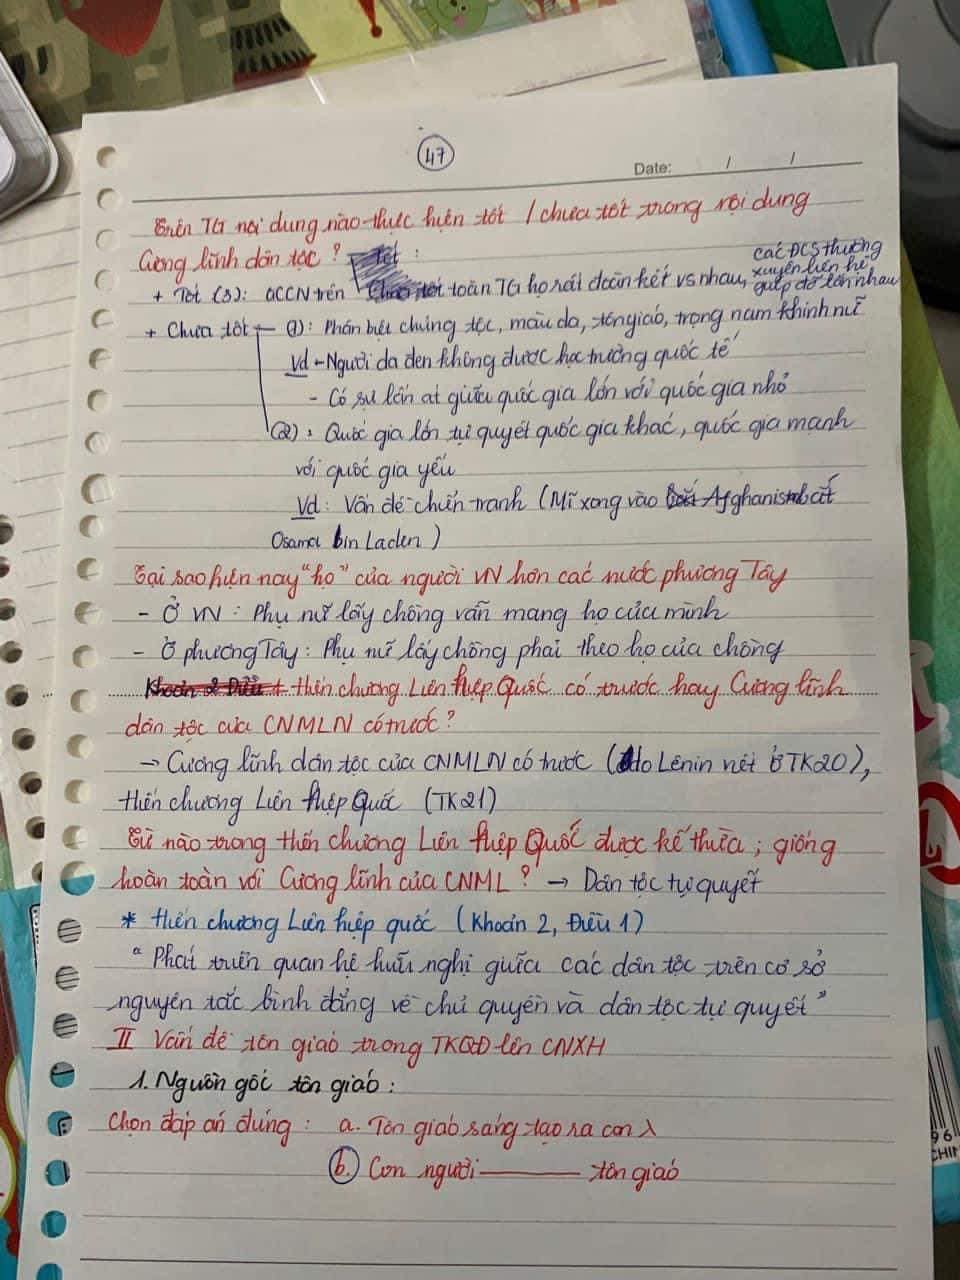 47
Date: / /
Trên TG nội dung nào thực hiện tốt / chưa tốt trong nội dung
Cương lĩnh dân tộc? Tốt :
các ĐCS thường
xuyên liên hệ
giúp đỡ lẫn nhau
+ Tốt (3): GCCN trên toàn TG họ rất đoàn kết vs nhau,
+ Chưa tốt (1): Phân biệt chủng tộc, màu da, tôn giáo, trọng nam khinh nữ
Vd - Người da đen không được học trường quốc tế
- Có sự lấn át giữa quốc gia lớn với quốc gia nhỏ
(2): Quốc gia lớn tự quyết quốc gia khác, quốc gia mạnh
với quốc gia yếu
Vd: Vấn đề chiến tranh (Mĩ xong vào Afghanistan bắt
Osama bin Laden)
Tại sao hiện nay "họ" của người VN hơn các nước phương Tây
- Ở VN: Phụ nữ lấy chồng vẫn mang họ của mình
- Ở phương Tây: Phụ nữ lấy chồng phải theo họ của chồng
Khoản 2 Điều 1 Hiến chương Liên hiệp Quốc có trước hay Cương lĩnh
dân tộc của CNMLN có trước?
→ Cương lĩnh dân tộc của CNMLN có trước (do Lênin nêt ở TK20),
Hiến chương Liên hiệp Quốc (TK21)
Từ nào trong Hiến chương Liên hiệp Quốc được kế thừa; giống
hoàn toàn với Cương lĩnh của CNML? → Dân tộc tự quyết
* Hiến chương Liên hiệp quốc (Khoản 2, Điều 1)
"Phát triển quan hệ hữu nghị giữa các dân tộc trên cơ sở
nguyên tắc bình đẳng về chủ quyền và dân tộc tự quyết"
II Vấn đề tôn giáo trong TKQĐ lên CNXH
1. Nguồn gốc tôn giáo:
Chọn đáp án đúng: a. Tôn giáo sáng tạo ra con λ
b. Con người ——— tôn giáo